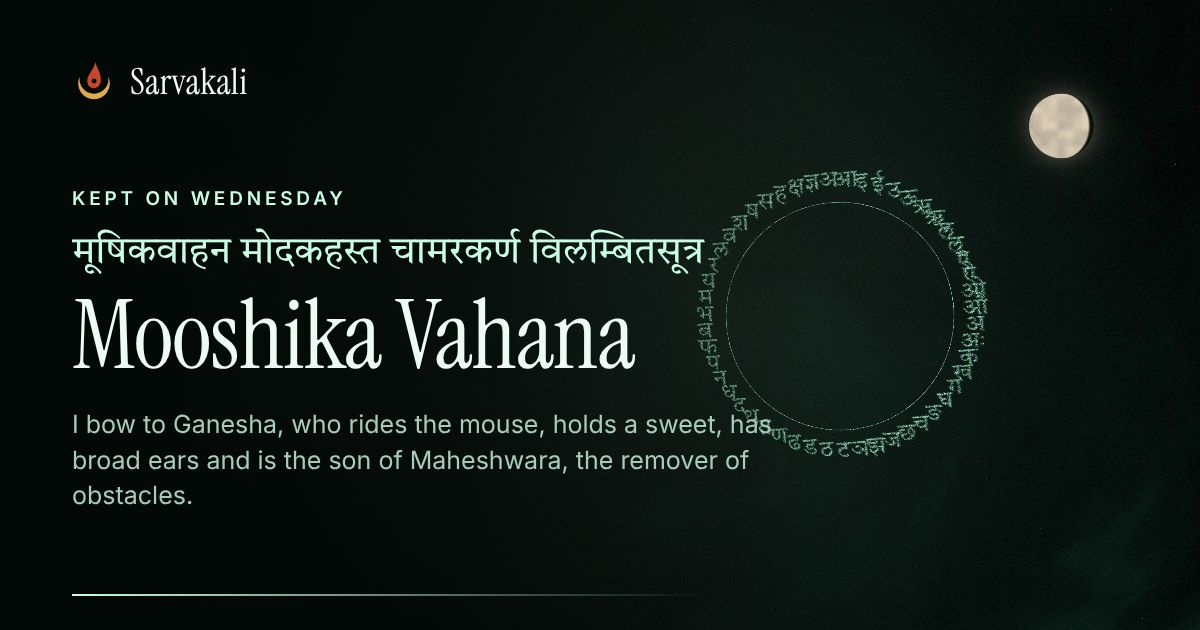 Sarvakali
KEPT ON WEDNESDAY
मूषिकवाहन मोदकहस्त चामरकर्ण विलम्बितसूत्र
Mooshika Vahana
I bow to Ganesha, who rides the mouse, holds a sweet, has
broad ears and is the son of Maheshwara, the remover of
obstacles.